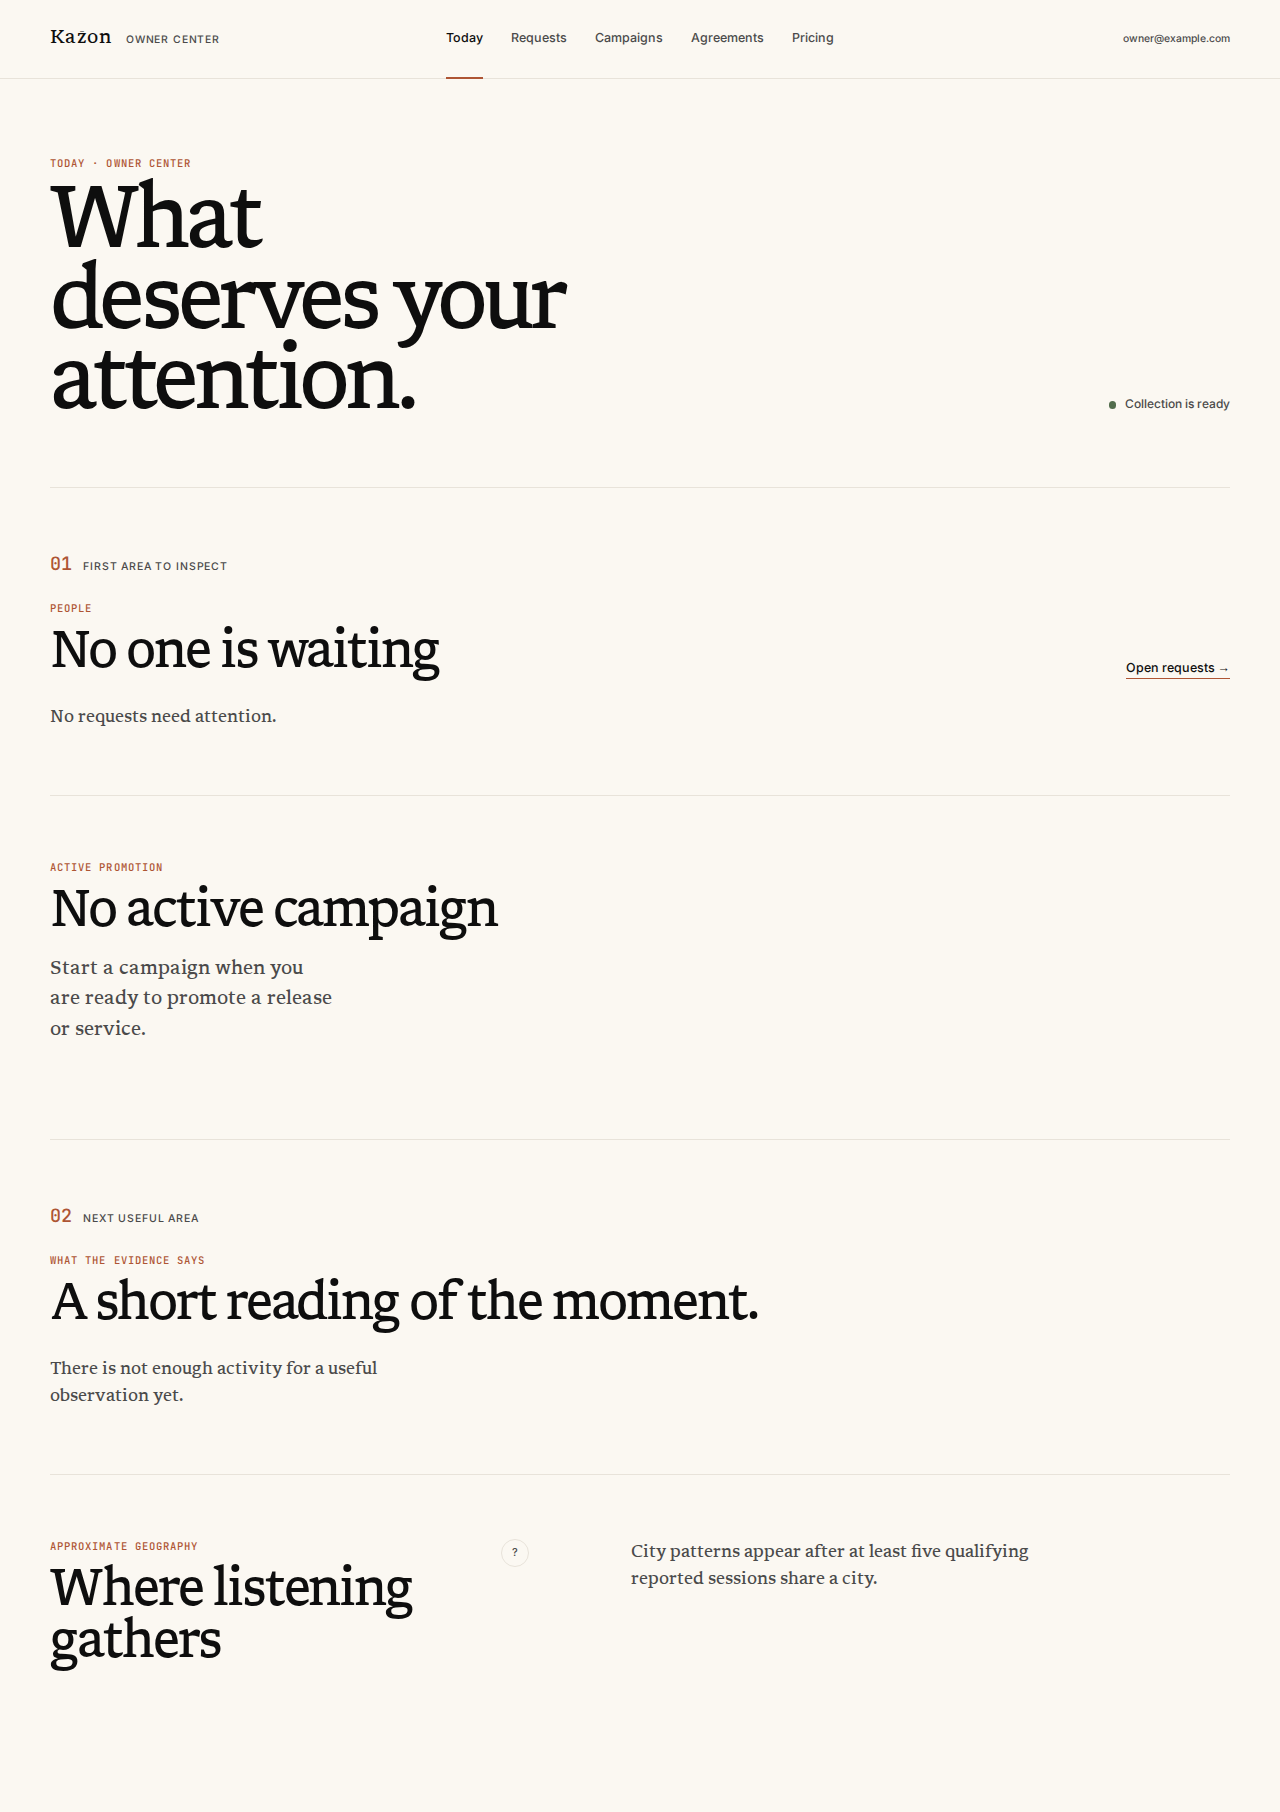 Kažon OWNER CENTER
Today Requests Campaigns Agreements Pricing
owner@example.com
TODAY · OWNER CENTER
What
deserves your
attention.
Collection is ready
01 FIRST AREA TO INSPECT
PEOPLE
No one is waiting
Open requests →
No requests need attention.
ACTIVE PROMOTION
No active campaign
Start a campaign when you
are ready to promote a release
or service.
02 NEXT USEFUL AREA
WHAT THE EVIDENCE SAYS
A short reading of the moment.
There is not enough activity for a useful
observation yet.
APPROXIMATE GEOGRAPHY
Where listening
gathers
?
City patterns appear after at least five qualifying
reported sessions share a city.